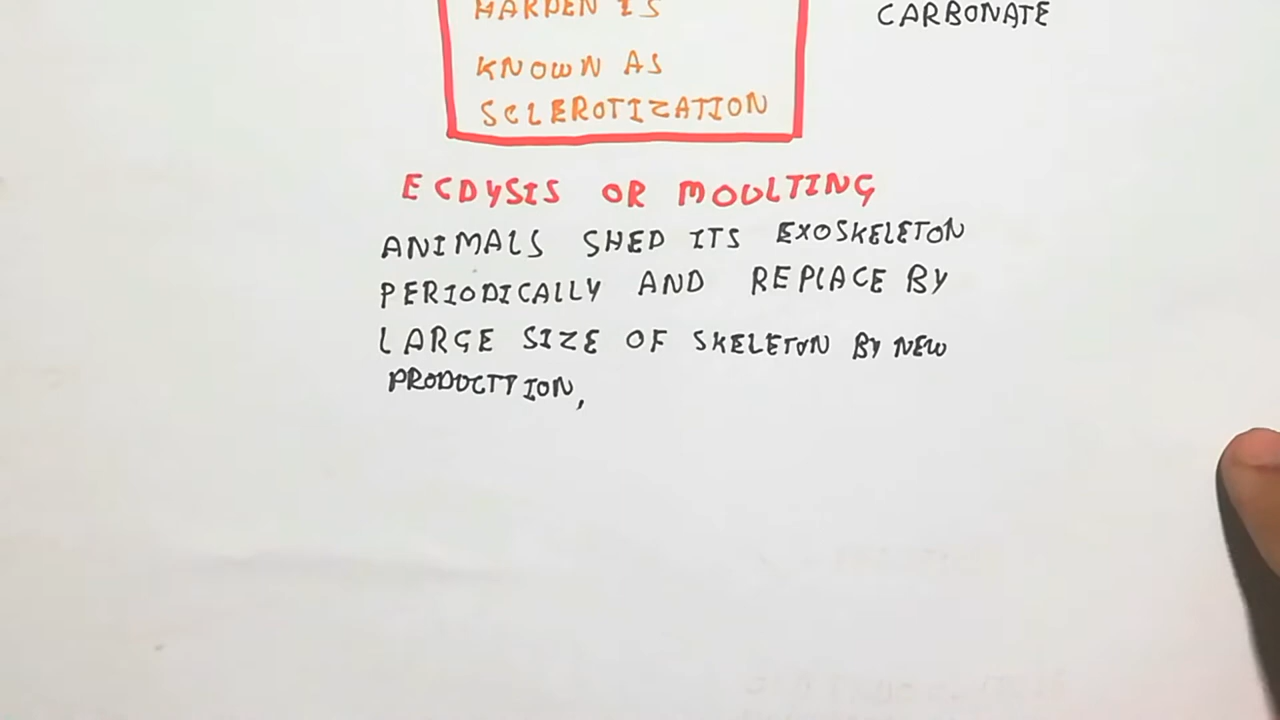 HARDEN IS
KNOWN AS
SCLEROTIZATION
CARBONATE
ECDYSIS OR MOULTING
ANIMALS SHED ITS EXOSKELETON
PERIODICALLY AND REPLACE BY
LARGE SIZE OF SKELETON BY NEW
PRODUCTTION,